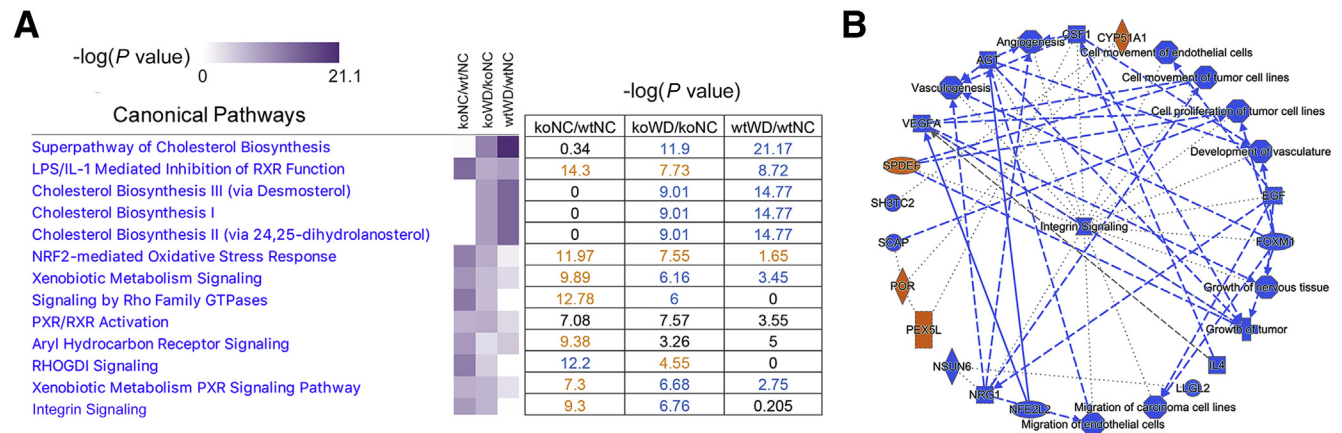 A
-log(P value)
0
21.1
Canonical Pathways
koNC/wt/NC
koWD/koNC
wtWD/wtNC
-log(P value)
koNC/wtNC koWD/koNC wtWD/wtNC
Superpathway of Cholesterol Biosynthesis 0.34 11.9 21.17
LPS/IL-1 Mediated Inhibition of RXR Function 14.3 7.73 8.72
Cholesterol Biosynthesis III (via Desmosterol) 0 9.01 14.77
Cholesterol Biosynthesis I 0 9.01 14.77
Cholesterol Biosynthesis II (via 24,25-dihydrolanosterol) 0 9.01 14.77
NRF2-mediated Oxidative Stress Response 11.97 7.55 1.65
Xenobiotic Metabolism Signaling 9.89 6.16 3.45
Signaling by Rho Family GTPases 12.78 6 0
PXR/RXR Activation 7.08 7.57 3.55
Aryl Hydrocarbon Receptor Signaling 9.38 3.26 5
RHOGDI Signaling 12.2 4.55 0
Xenobiotic Metabolism PXR Signaling Pathway 7.3 6.68 2.75
Integrin Signaling 9.3 6.76 0.205
B
CSF1
CYP51A1
Angiogenesis
Cell movement of endothelial cells
AGT
Cell movement of tumor cell lines
Vasculogenesis
Cell proliferation of tumor cell lines
VEGFA
Development of vasculature
SPDEF
EGF
SH3TC2
Integrin Signaling
SCAP
FOXM1
POR
Growth of nervous tissue
PEX5L
Growth of tumor
NSUN6
IL4
LLGL2
NRG1
NFE2L2
Migration of carcinoma cell lines
Migration of endothelial cells